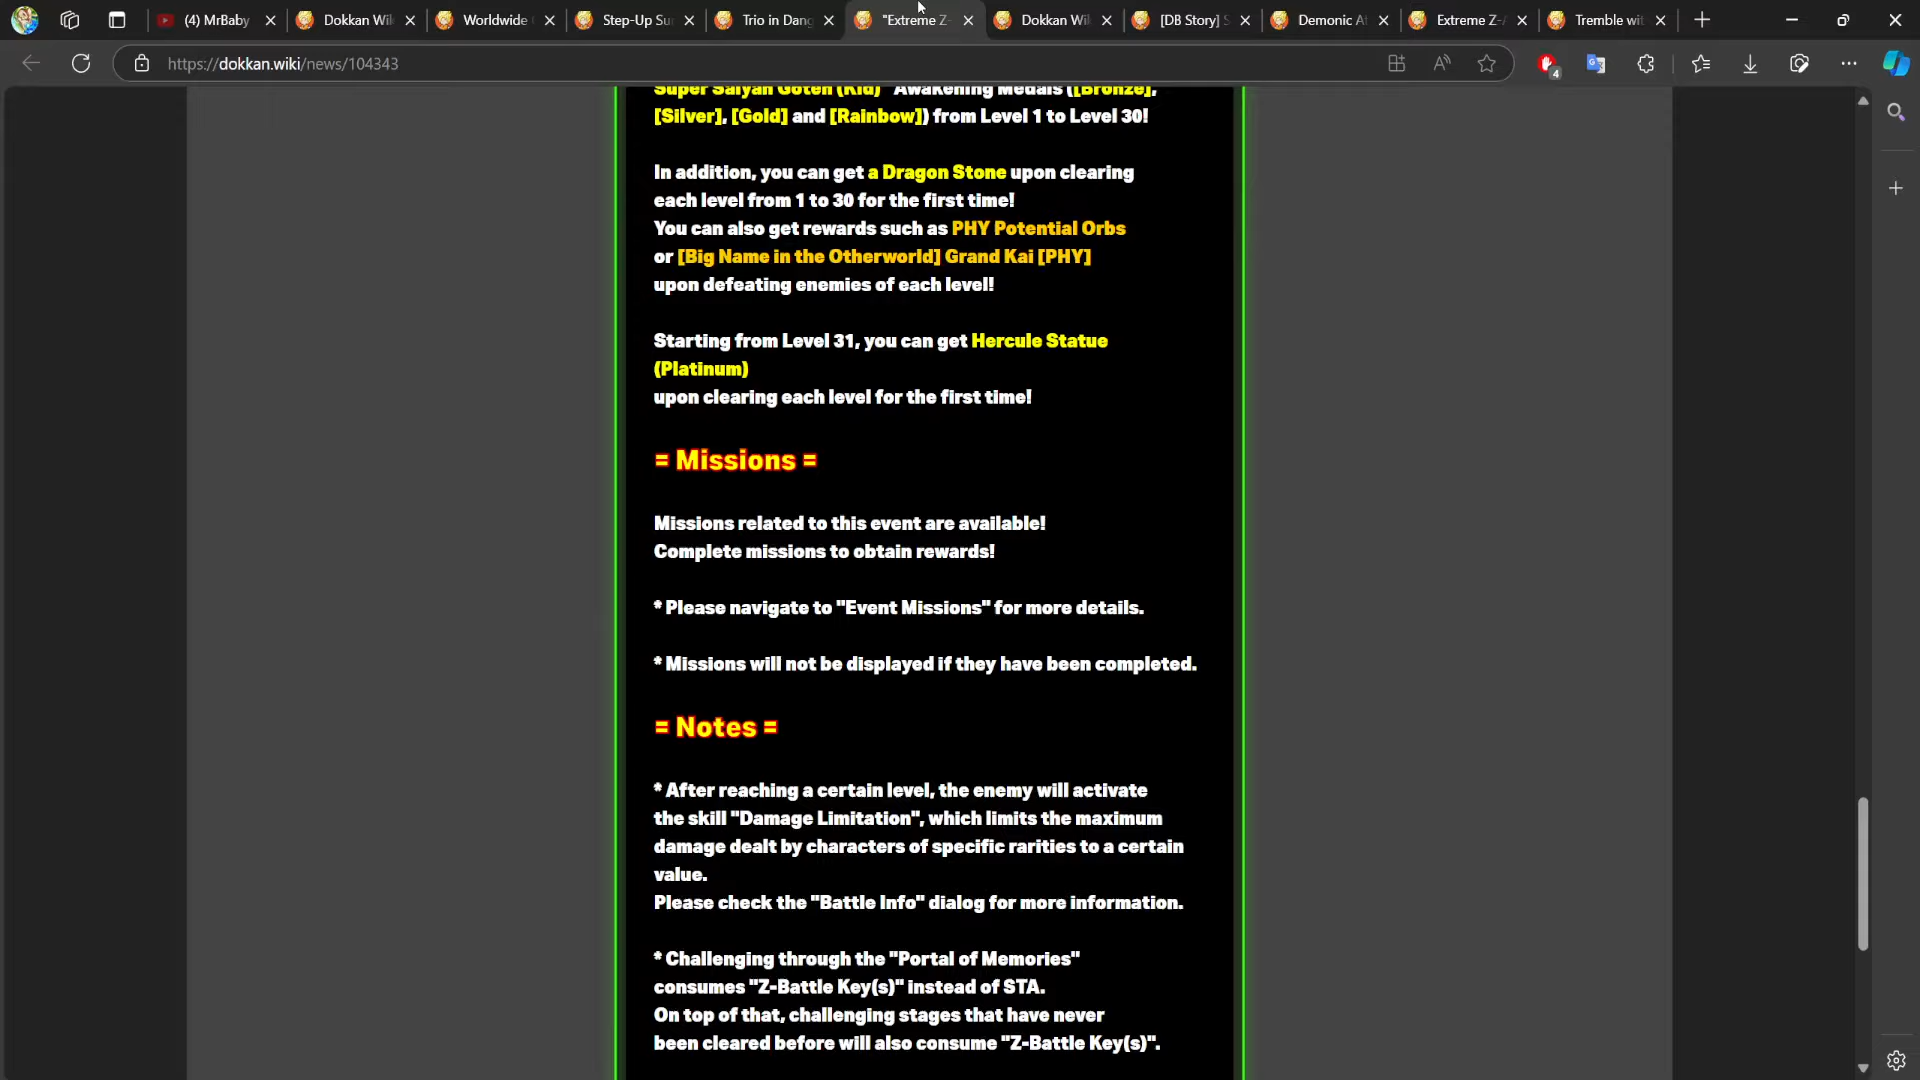 (4) MrBaby
Dokkan Wik
Worldwide
Step-Up Su
Trio in Dang
"Extreme Z-
Dokkan Wi
[DB Story] S
Demonic A
Extreme Z-
Tremble wit
https://dokkan.wiki/news/104343
4
Super Saiyan Goten (Kid)" Awakening Medals ([Bronze],
[Silver], [Gold] and [Rainbow]) from Level 1 to Level 30!
In addition, you can get a Dragon Stone upon clearing
each level from 1 to 30 for the first time!
You can also get rewards such as PHY Potential Orbs
or [Big Name in the Otherworld] Grand Kai [PHY]
upon defeating enemies of each level!
Starting from Level 31, you can get Hercule Statue
(Platinum)
upon clearing each level for the first time!
= Missions =
Missions related to this event are available!
Complete missions to obtain rewards!
* Please navigate to "Event Missions" for more details.
* Missions will not be displayed if they have been completed.
= Notes =
* After reaching a certain level, the enemy will activate
the skill "Damage Limitation", which limits the maximum
damage dealt by characters of specific rarities to a certain
value.
Please check the "Battle Info" dialog for more information.
* Challenging through the "Portal of Memories"
consumes "Z-Battle Key(s)" instead of STA.
On top of that, challenging stages that have never
been cleared before will also consume "Z-Battle Key(s)".